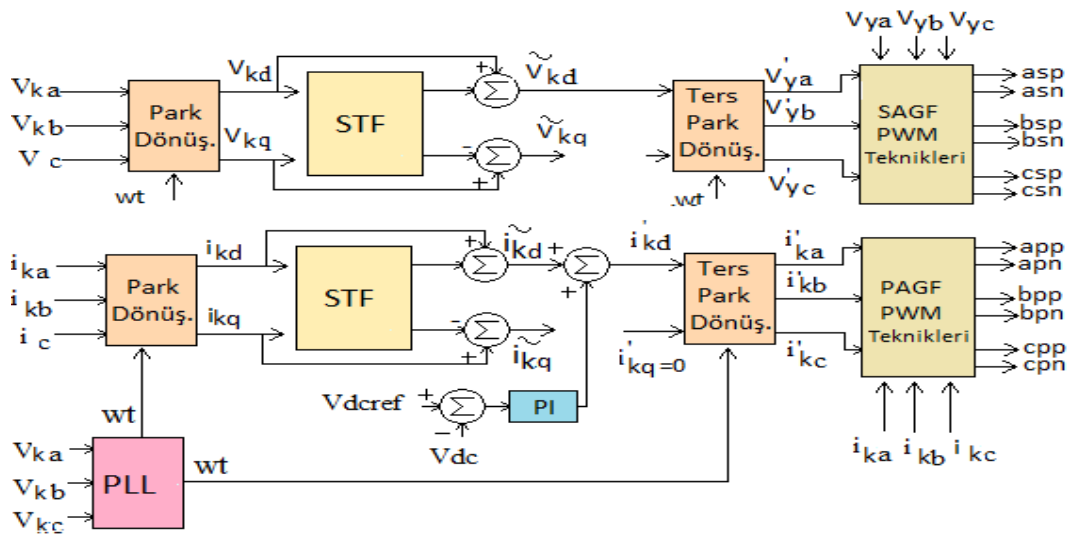 Vya Vyb Vyc
Vka
Vkb
V c
Park
Dönüş.
wt
Vkd
Vkq
STF
+
Σ
Ṽkd
-
Σ
+
Ṽkq
Ters
Park
Dönüş.
.wt
V'ya
V'yb
V'yc
SAGF
PWM
Teknikleri
asp
asn
bsp
bsn
csp
csn
ika
ikb
i c
Park
Dönüş.
wt
ikd
ikq
STF
+
Σ
ĩkd
+
Σ
+
-
Σ
+
ĩkq
i'kd
i'kq=0
Ters
Park
Dönüş.
i'ka
i'kb
i'kc
PAGF
PWM
Teknikleri
app
apn
bpp
bpn
cpp
cpn
ika ikb ikc
Vdcref
+
Σ
-
Vdc
PI
Vka
Vkb
Vkc
PLL
wt